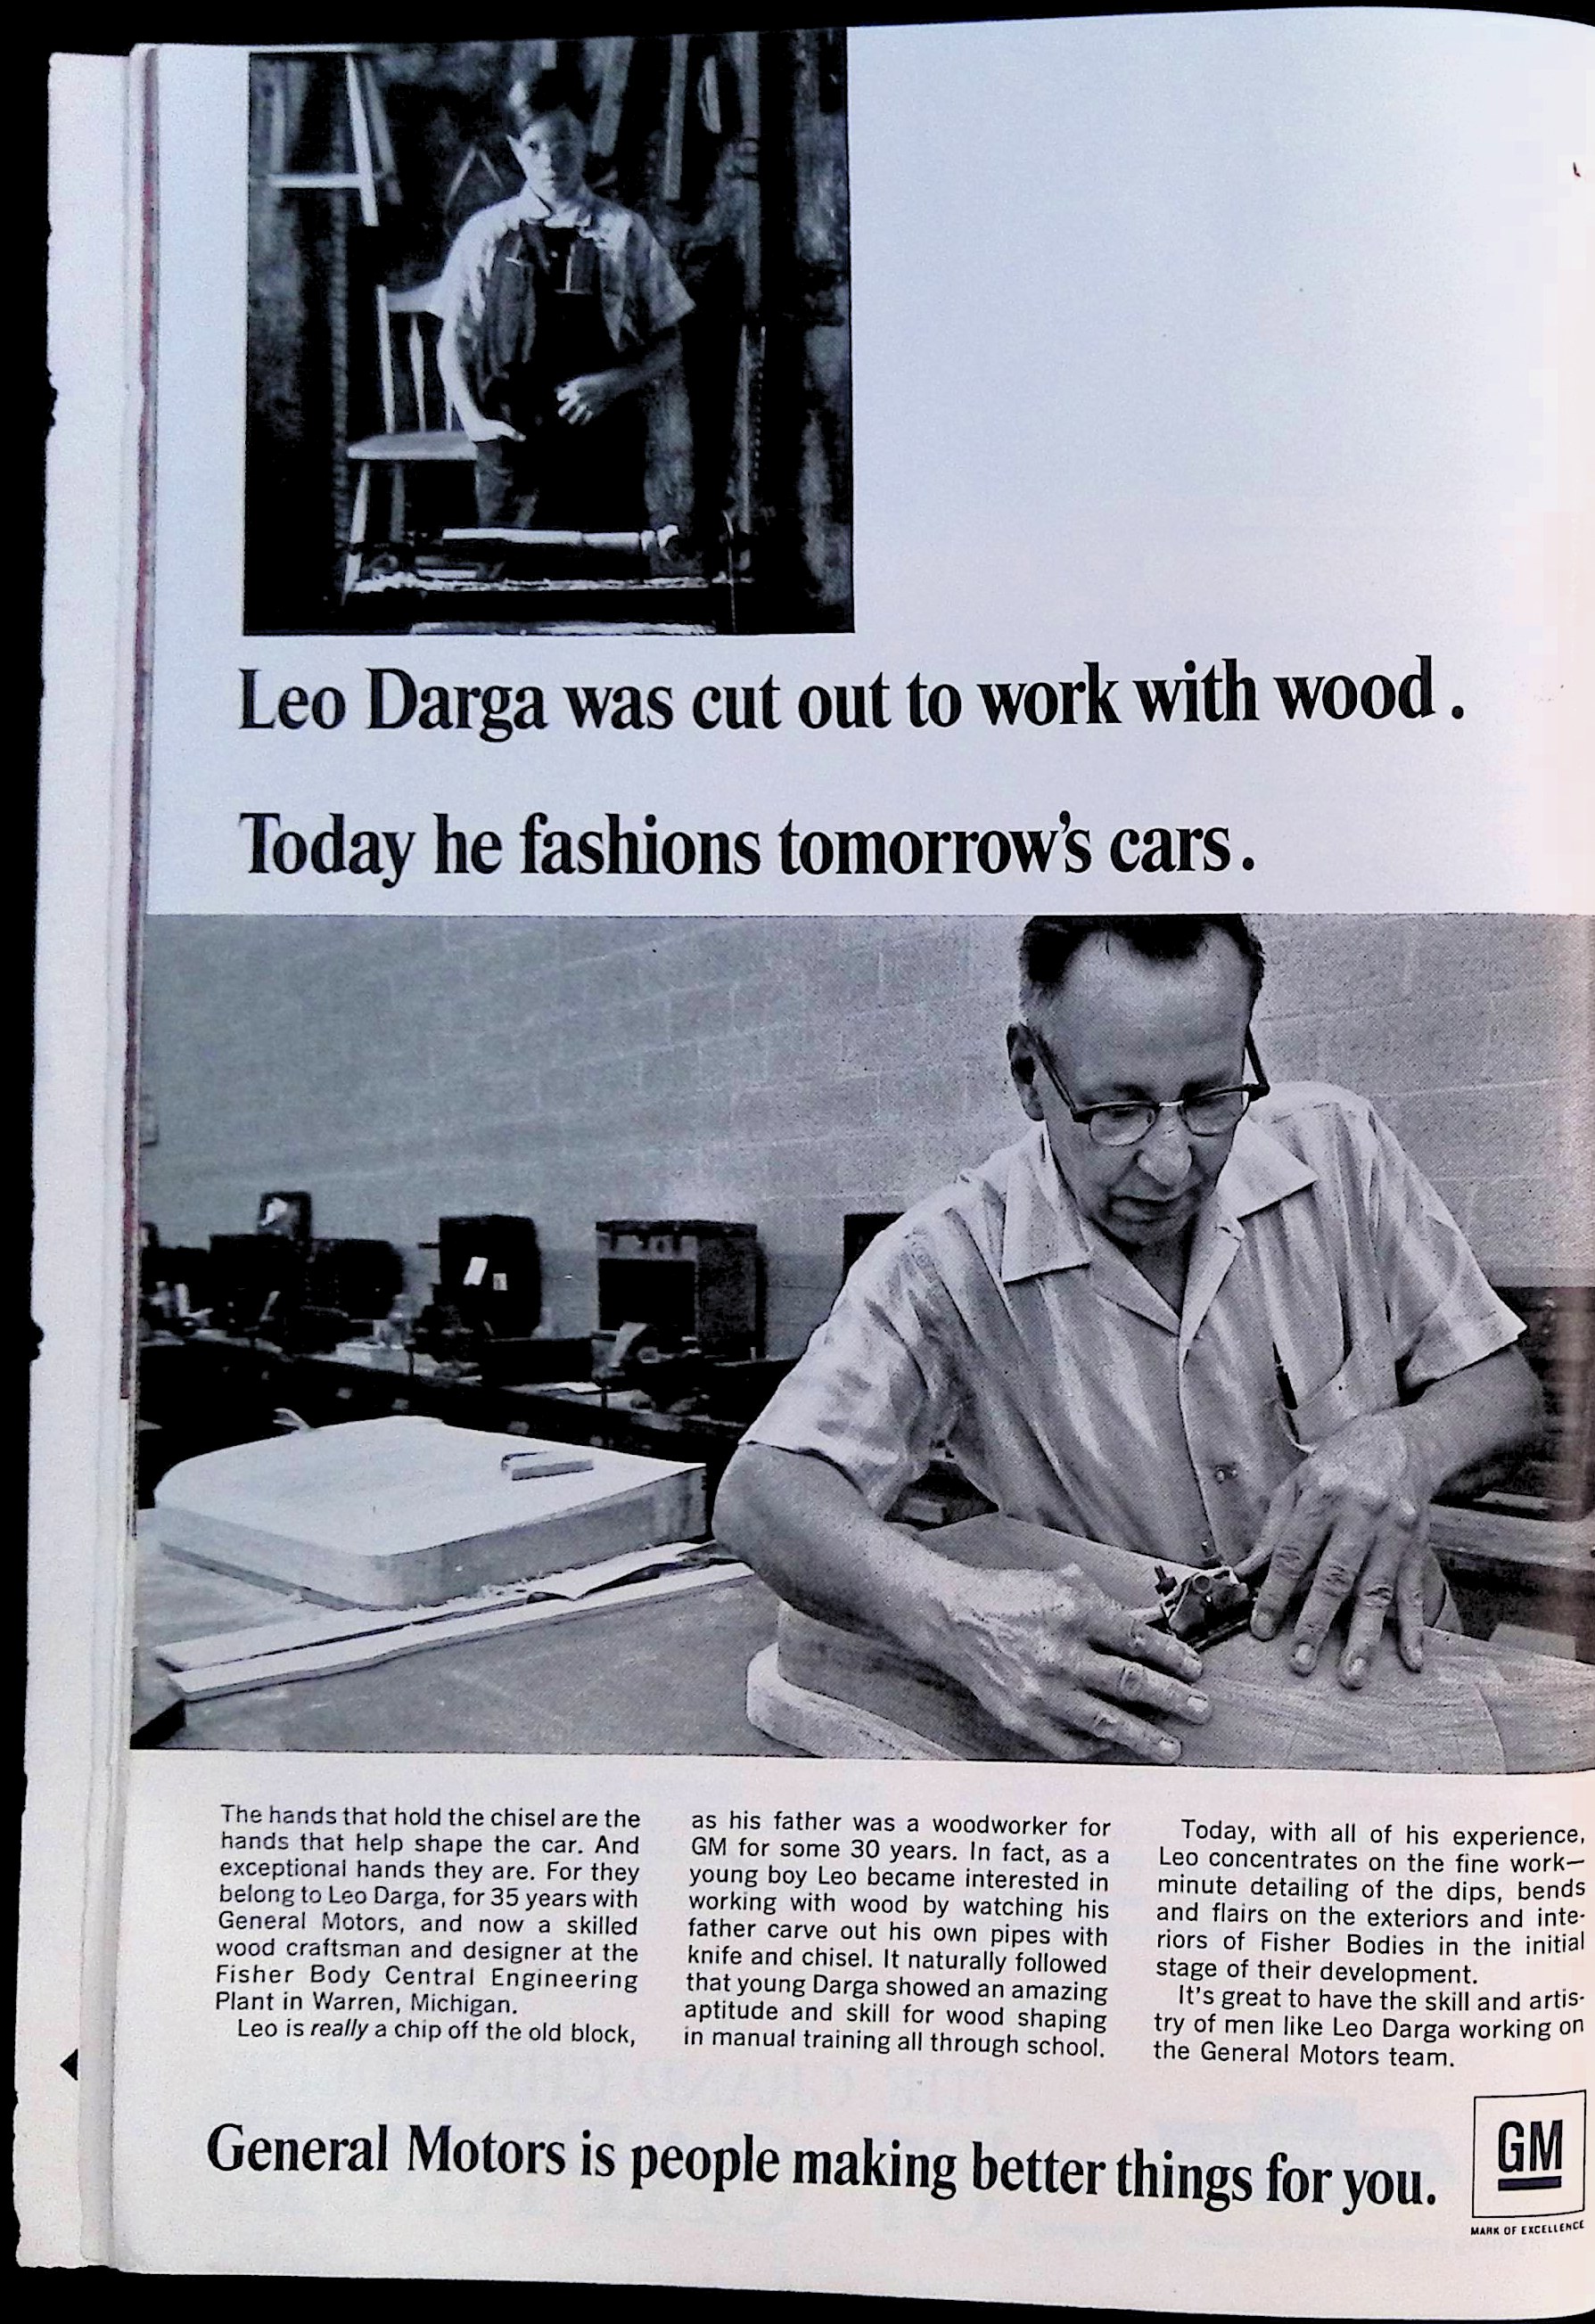 Leo Darga was cut out to work with wood.
Today he fashions tomorrow's cars.
The hands that hold the chisel are the
hands that help shape the car. And
exceptional hands they are. For they
belong to Leo Darga, for 35 years with
General Motors, and now a skilled
wood craftsman and designer at the
Fisher Body Central Engineering
Plant in Warren, Michigan.
Leo is really a chip off the old block,
as his father was a woodworker for
GM for some 30 years. In fact, as a
young boy Leo became interested in
working with wood by watching his
father carve out his own pipes with
knife and chisel. It naturally followed
that young Darga showed an amazing
aptitude and skill for wood shaping
in manual training all through school.
Today, with all of his experience,
Leo concentrates on the fine work—
minute detailing of the dips, bends
and flairs on the exteriors and inte-
riors of Fisher Bodies in the initial
stage of their development.
It's great to have the skill and artis-
try of men like Leo Darga working on
the General Motors team.
General Motors is people making better things for you.
GM
MARK OF EXCELLENCE